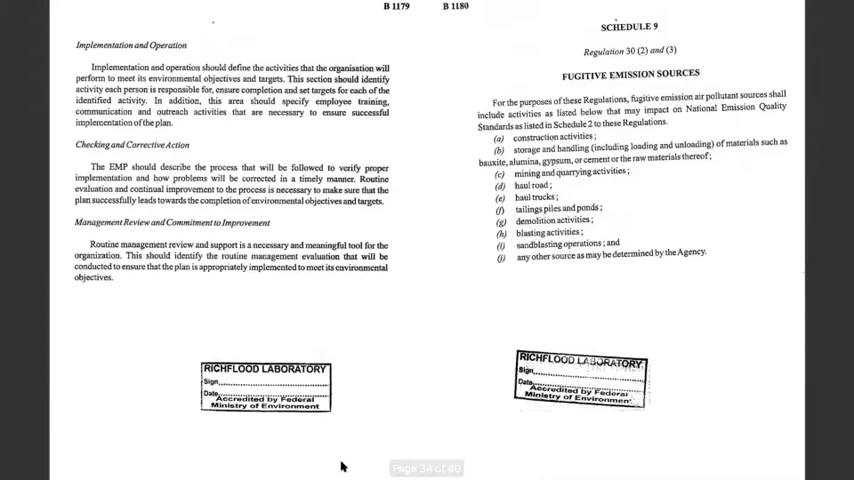 B 1179
B 1180
Implementation and Operation
Implementation and operation should define the activities that the organisation will
perform to meet its environmental objectives and targets. This section should identify
activity each person is responsible for, ensure completion and set targets for each of the
identified activity. In addition, this area should specify employee training,
communication and outreach activities that are necessary to ensure successful
implementation of the plan.
Checking and Corrective Action
The EMP should describe the process that will be followed to verify proper
implementation and how problems will be corrected in a timely manner. Routine
evaluation and continual improvement to the process is necessary to make sure that the
plan successfully leads towards the completion of environmental objectives and targets.
Management Review and Commitment to Improvement
Routine management review and support is a necessary and meaningful tool for the
organization. This should identify the routine management evaluation that will be
conducted to ensure that the plan is appropriately implemented to meet its environmental
objectives.
RICHFLOOD LABORATORY
Sign
Date
Accredited by Federal
Ministry of Environment
SCHEDULE 9
Regulation 30 (2) and (3)
FUGITIVE EMISSION SOURCES
For the purposes of these Regulations, fugitive emission air pollutant sources shall
include activities as listed below that may impact on National Emission Quality
Standards as listed in Schedule 2 to these Regulations.
(a) construction activities ;
(b) storage and handling (including loading and unloading) of materials such as
bauxite, alumina, gypsum, or cement or the raw materials thereof ;
(c) mining and quarrying activities ;
(d) haul road ;
(e) haul trucks ;
(f) tailings piles and ponds ;
(g) demolition activities ;
(h) blasting activities ;
(i) sandblasting operations ; and
(j) any other source as may be determined by the Agency.
RICHFLOOD LABORATORY
Sign
Date
Accredited by Federal
Ministry of Environment
Page 34 of 40